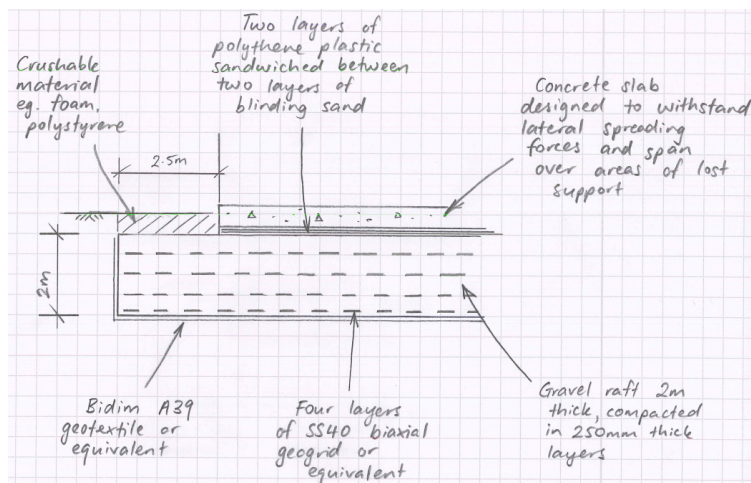 Two layers of
polythene plastic
sandwiched between
two layers of
blinding sand
Crushable
material
eg. foam,
polystyrene
Concrete slab
designed to withstand
lateral spreading
forces and span
over areas of lost
support
2.5m
2m
Bidim A39
geotextile or
equivalent
Four layers
of SS40 biaxial
geogrid or
equivalent
Gravel raft 2m
thick, compacted
in 250mm thick
layers